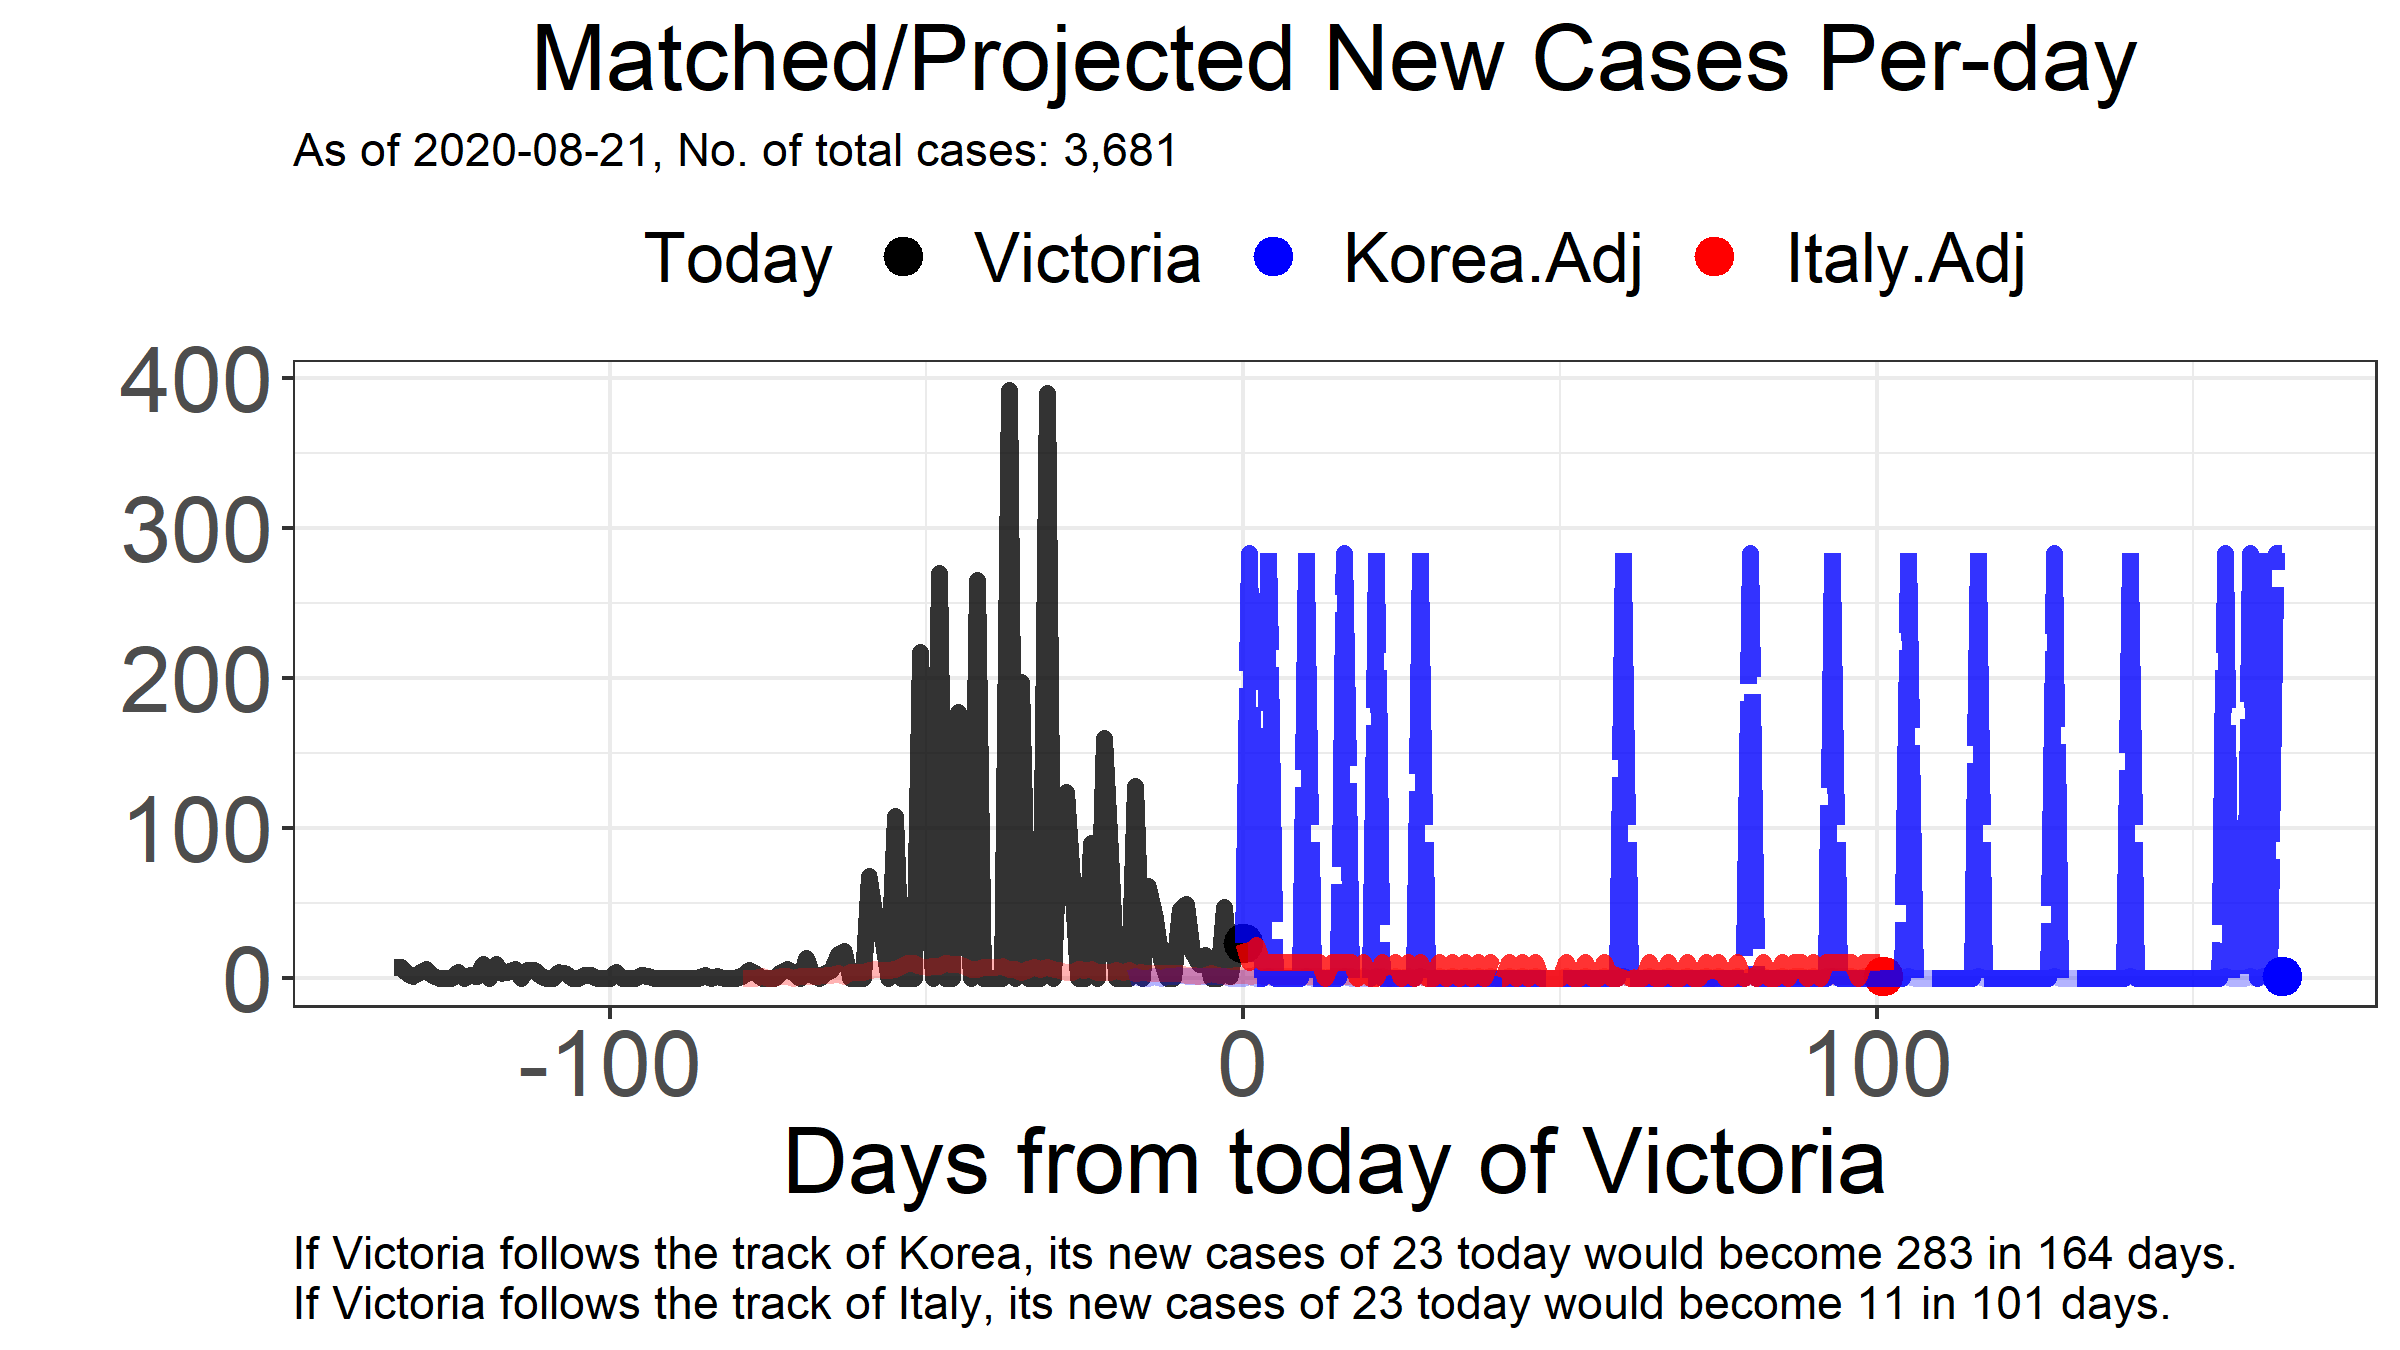 Matched/Projected New Cases Per-day
As of 2020-08-21, No. of total cases: 3,681
Today Victoria Korea.Adj Italy.Adj
400
300
200
100
0
-100 0 100
Days from today of Victoria
If Victoria follows the track of Korea, its new cases of 23 today would become 283 in 164 days.
If Victoria follows the track of Italy, its new cases of 23 today would become 11 in 101 days.